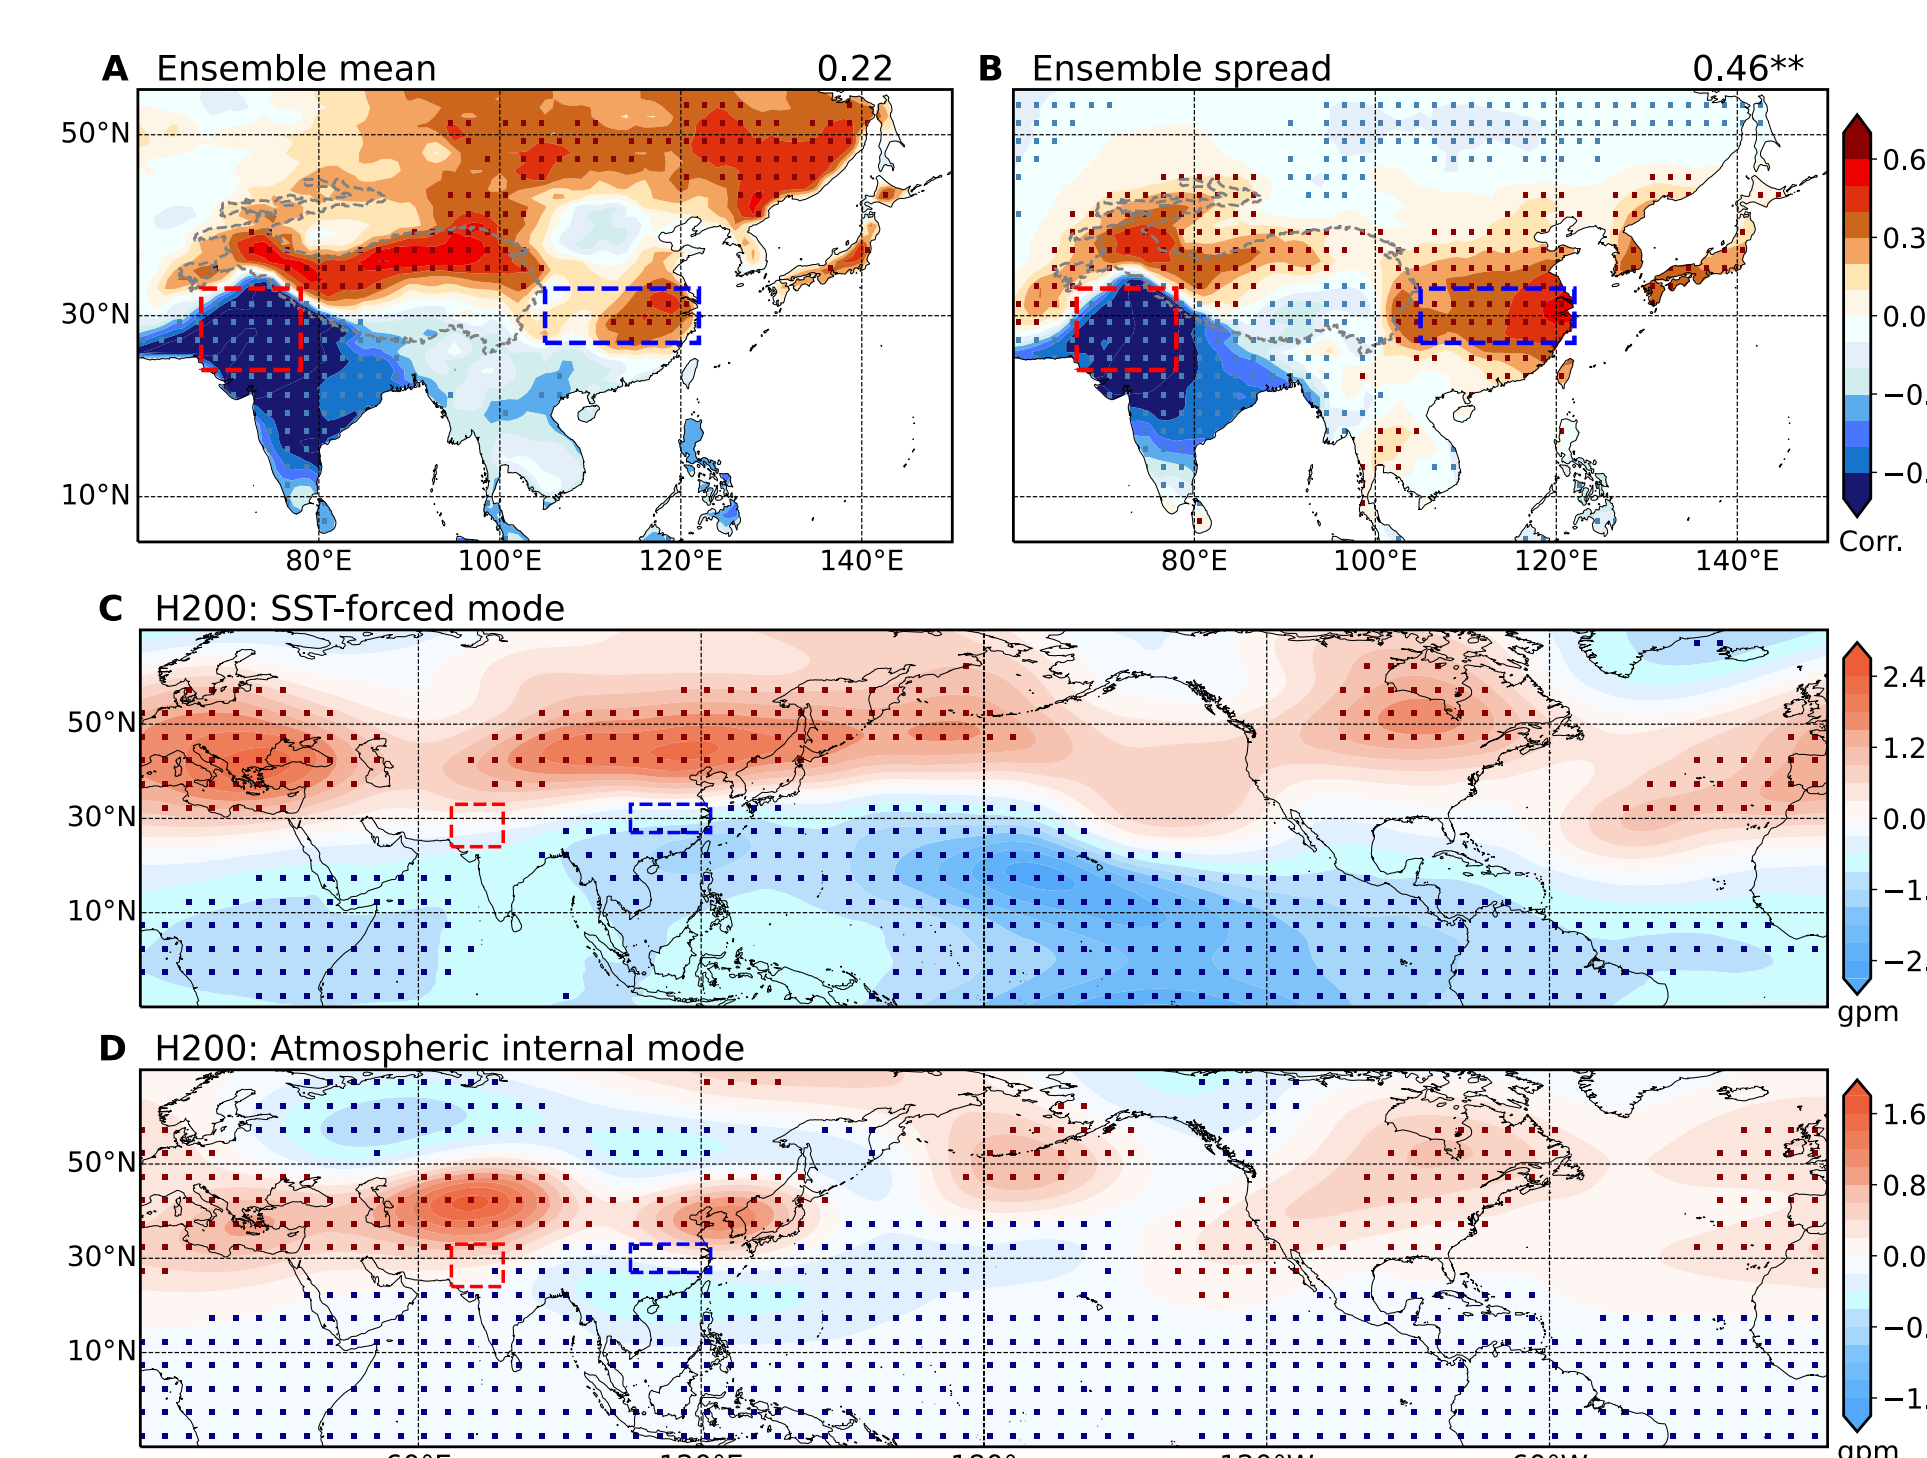 A Ensemble mean 0.22
B Ensemble spread 0.46**
50°N
30°N
10°N
80°E 100°E 120°E 140°E
80°E 100°E 120°E 140°E
0.6
0.3
0.0
Corr.
C H200: SST-forced mode
50°N
30°N
10°N
2.4
1.2
0.0
gpm
D H200: Atmospheric internal mode
50°N
30°N
10°N
1.6
0.8
0.0
gpm